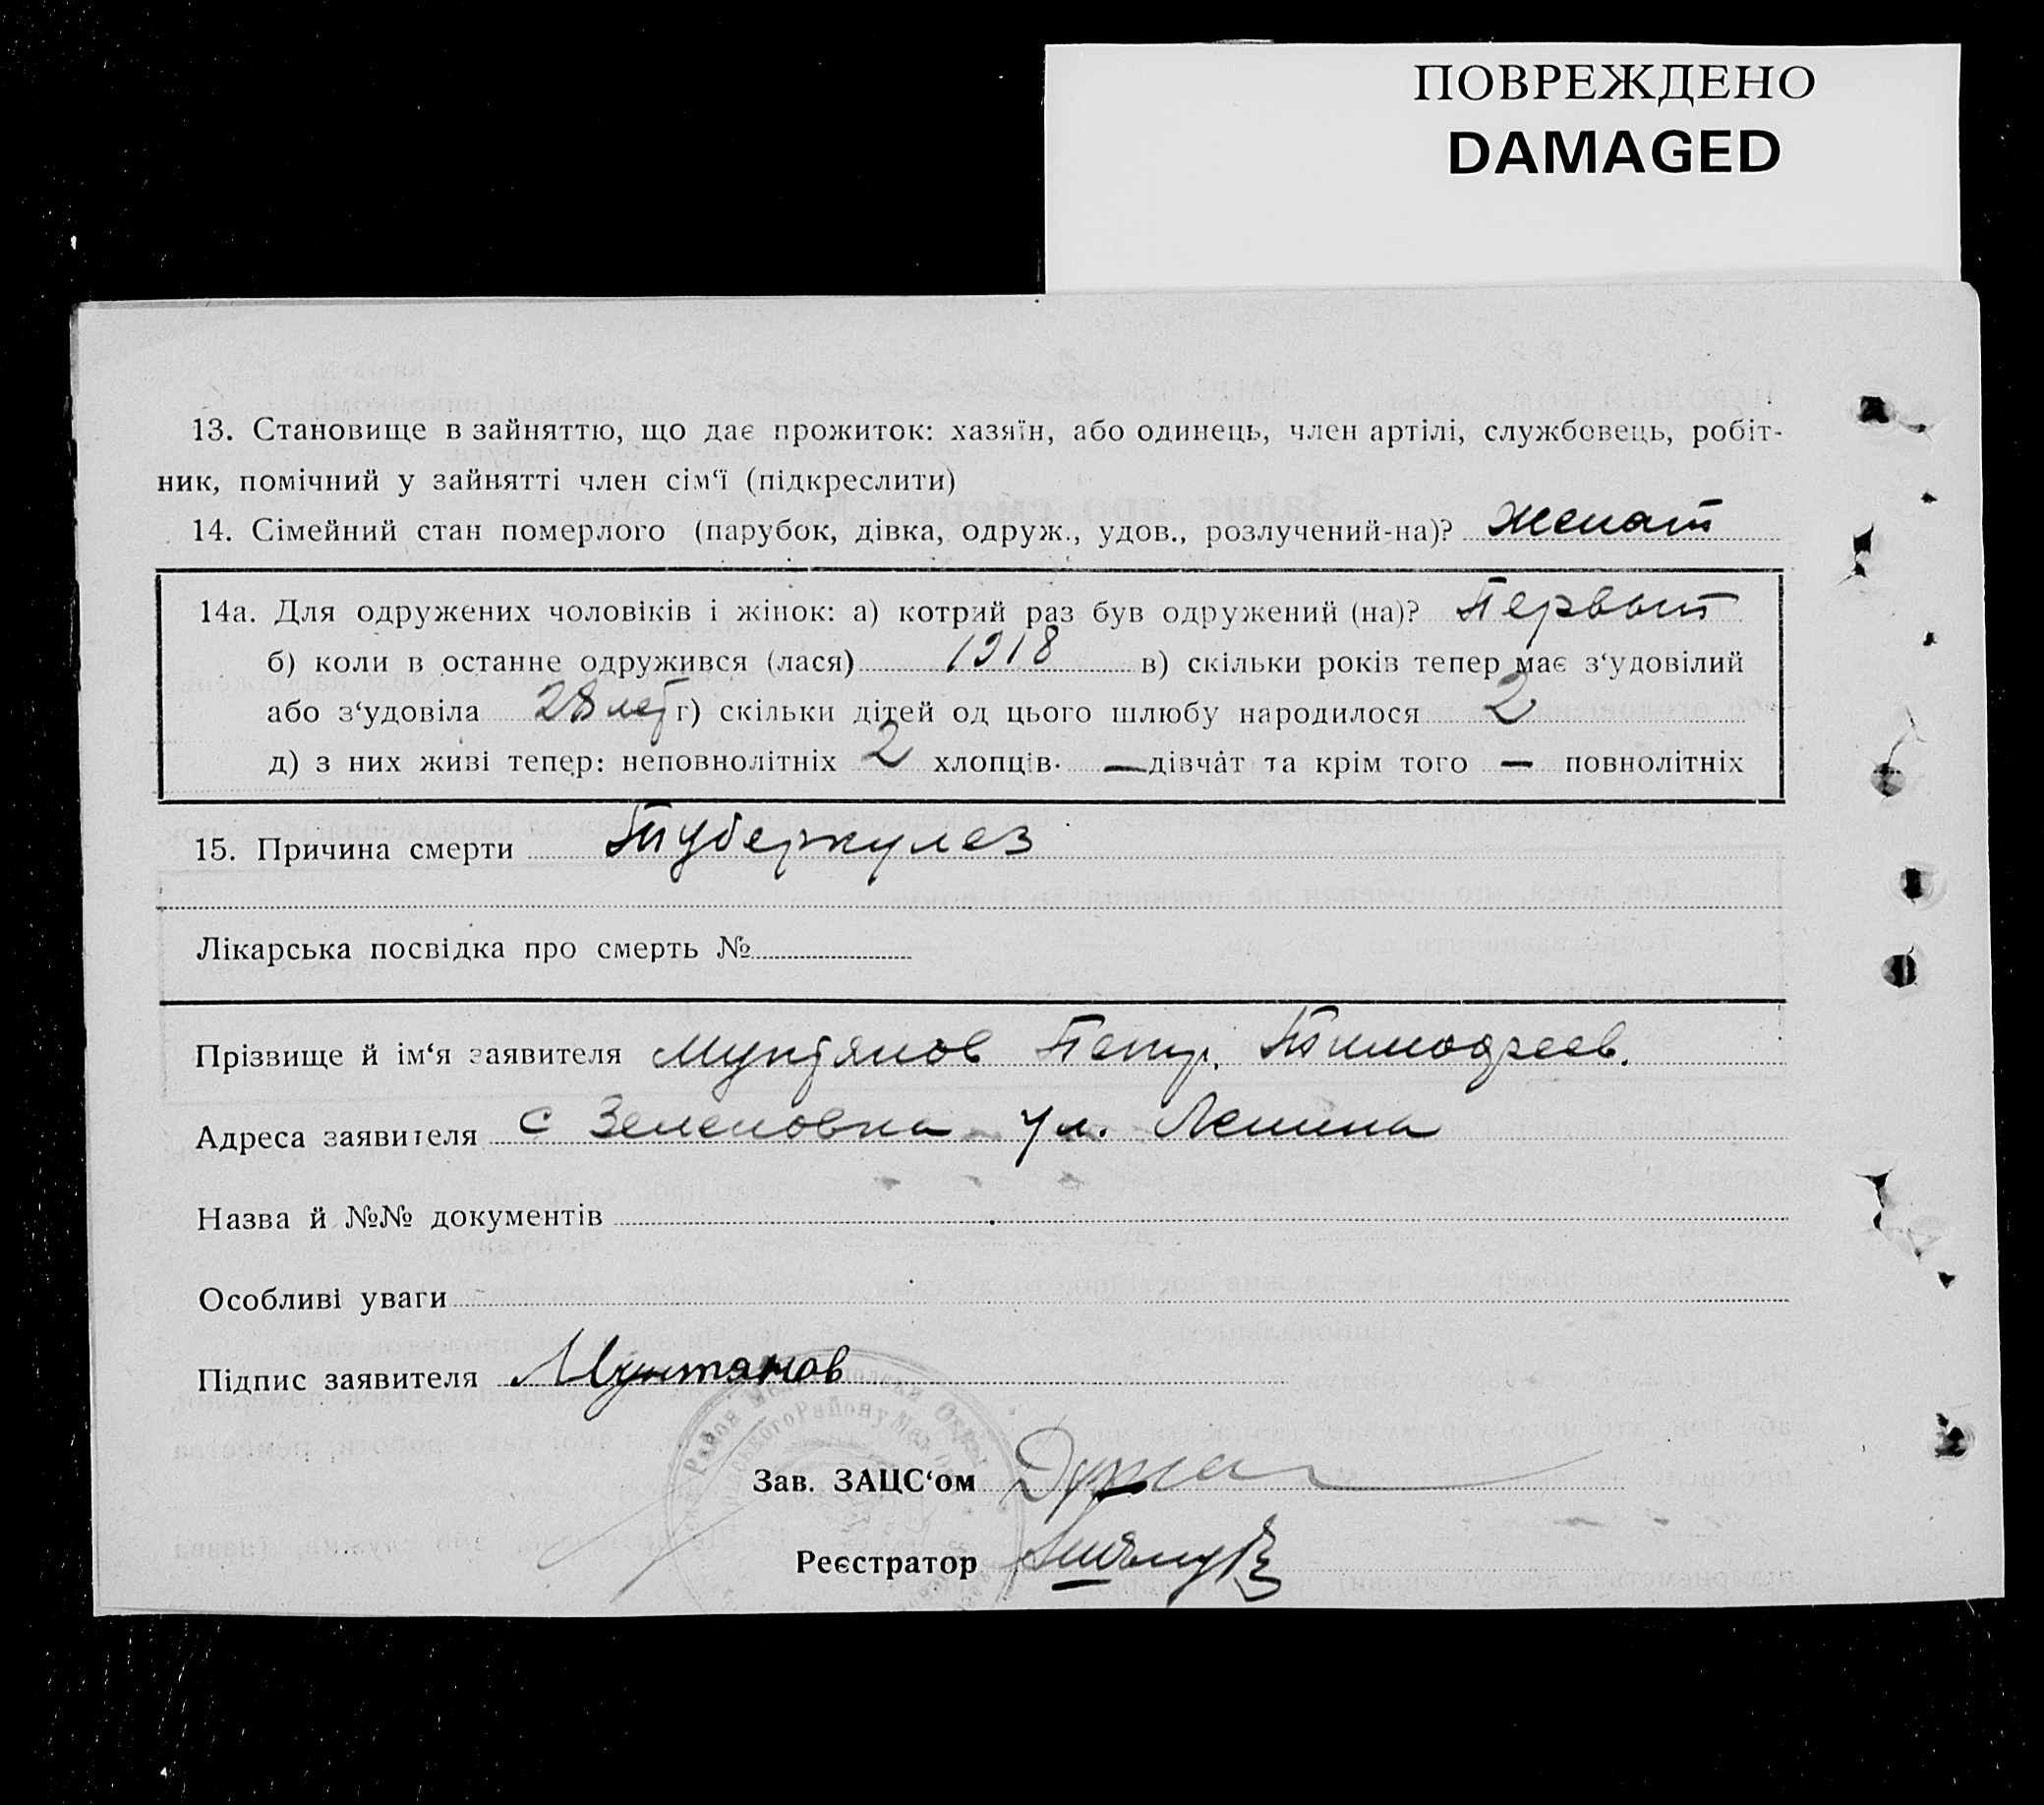 ПОВРЕЖДЕНО
DAMAGED
13. Становище в зайняттю, що дає прожиток: хазяїн, або одинець, член артілі, службовець, робіт-
ник, помічний у зайнятті член сім‘ї (підкреслити)
14. Сімейний стан померлого (парубок, дівка, одруж., удов., розлучений-на)? женат
14а. Для одружених чоловіків і жінок: а) котрий раз був одружений (на)? Первый
б) коли в останнє одружився (лася) 1918 в) скільки років тепер має з‘удовілий
або з‘удовіла 28 лет г) скільки дітей од цього шлюбу народилося 2
д) з них живі тепер: неповнолітніх 2 хлопців — дівчат та крім того — повнолітніх
15. Причина смерти Туберкулез
Лікарська посвідка про смерть №
Прізвище й ім‘я заявителя Мунтянов Петр. Тимофеев.
Адреса заявителя с Зеленовка ул. Ленина
Назва й №№ документів
Особливі уваги
Підпис заявителя Мунтянов
Зав. ЗАЦС‘ом
Реєстратор